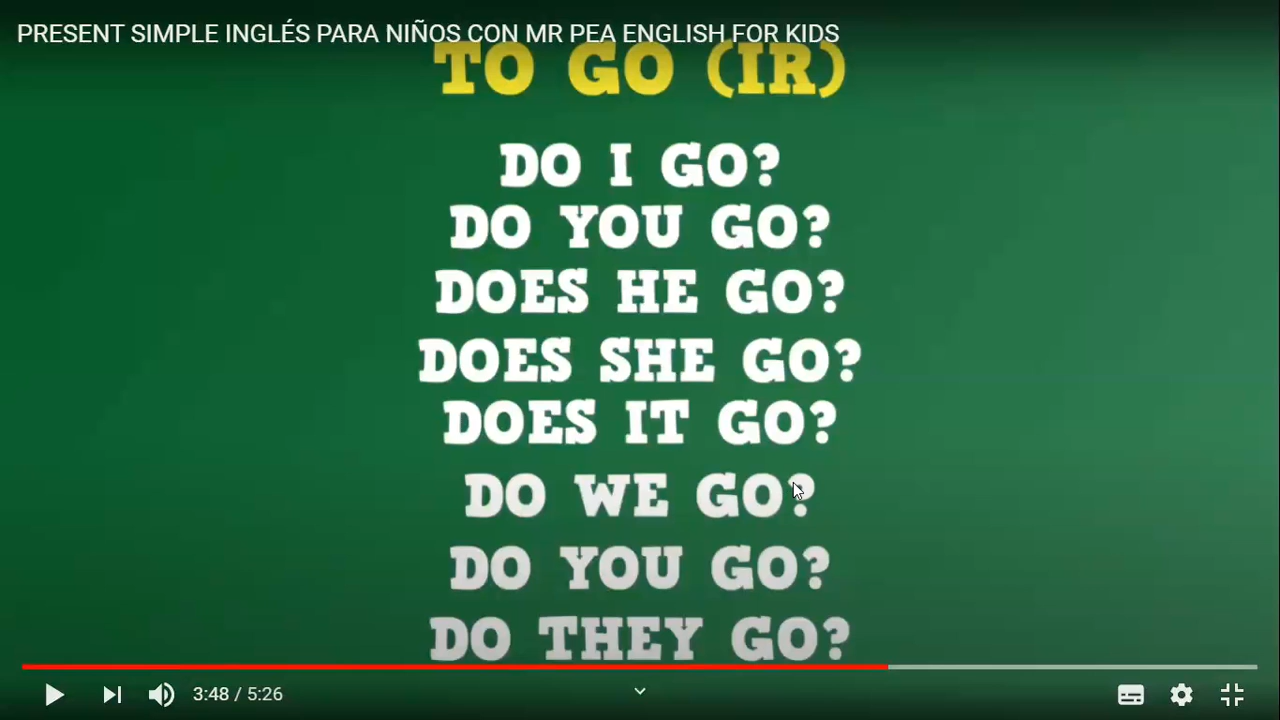 PRESENT SIMPLE INGLÉS PARA NIÑOS CON MR PEA ENGLISH FOR KIDS
TO GO (IR)
DO I GO?
DO YOU GO?
DOES HE GO?
DOES SHE GO?
DOES IT GO?
DO WE GO?
DO YOU GO?
DO THEY GO?
3:48 / 5:26